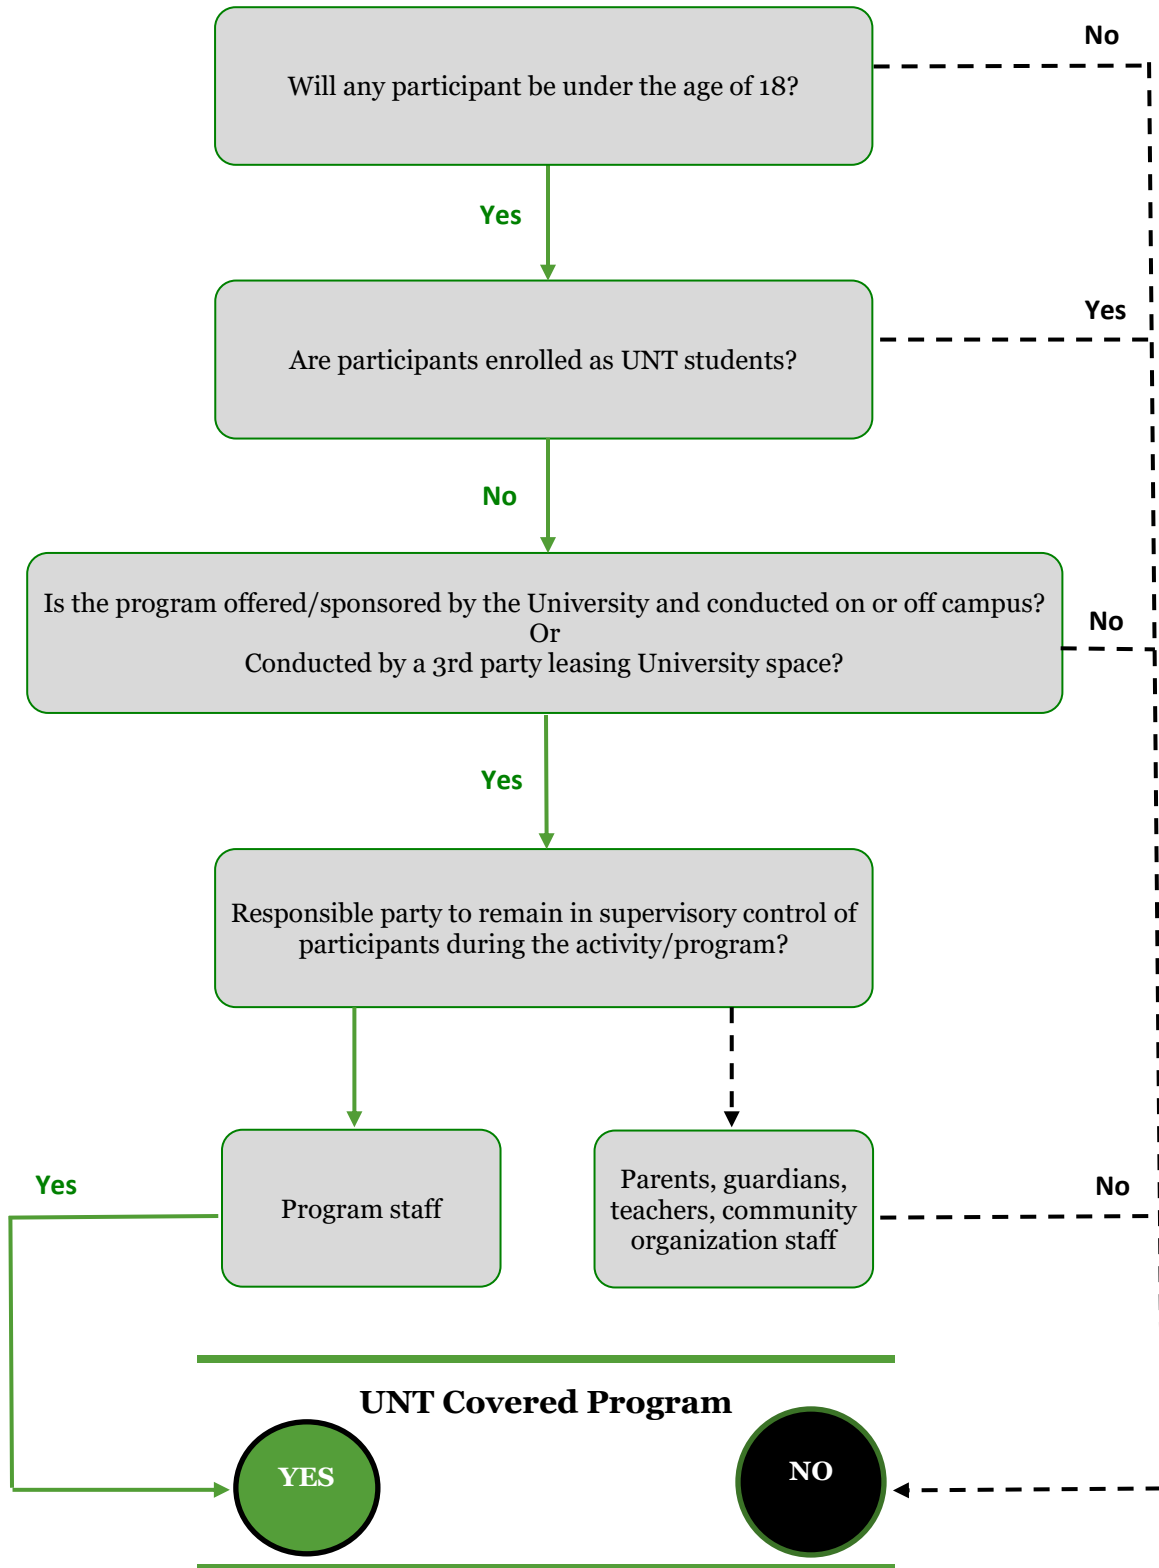 No
Will any participant be under the age of 18?
Yes
Yes
Are participants enrolled as UNT students?
No
Is the program offered/sponsored by the University and conducted on or off campus?
Or
Conducted by a 3rd party leasing University space?
No
Yes
Responsible party to remain in supervisory control of
participants during the activity/program?
Yes
Program staff
Parents, guardians,
teachers, community
organization staff
No
UNT Covered Program
YES
NO